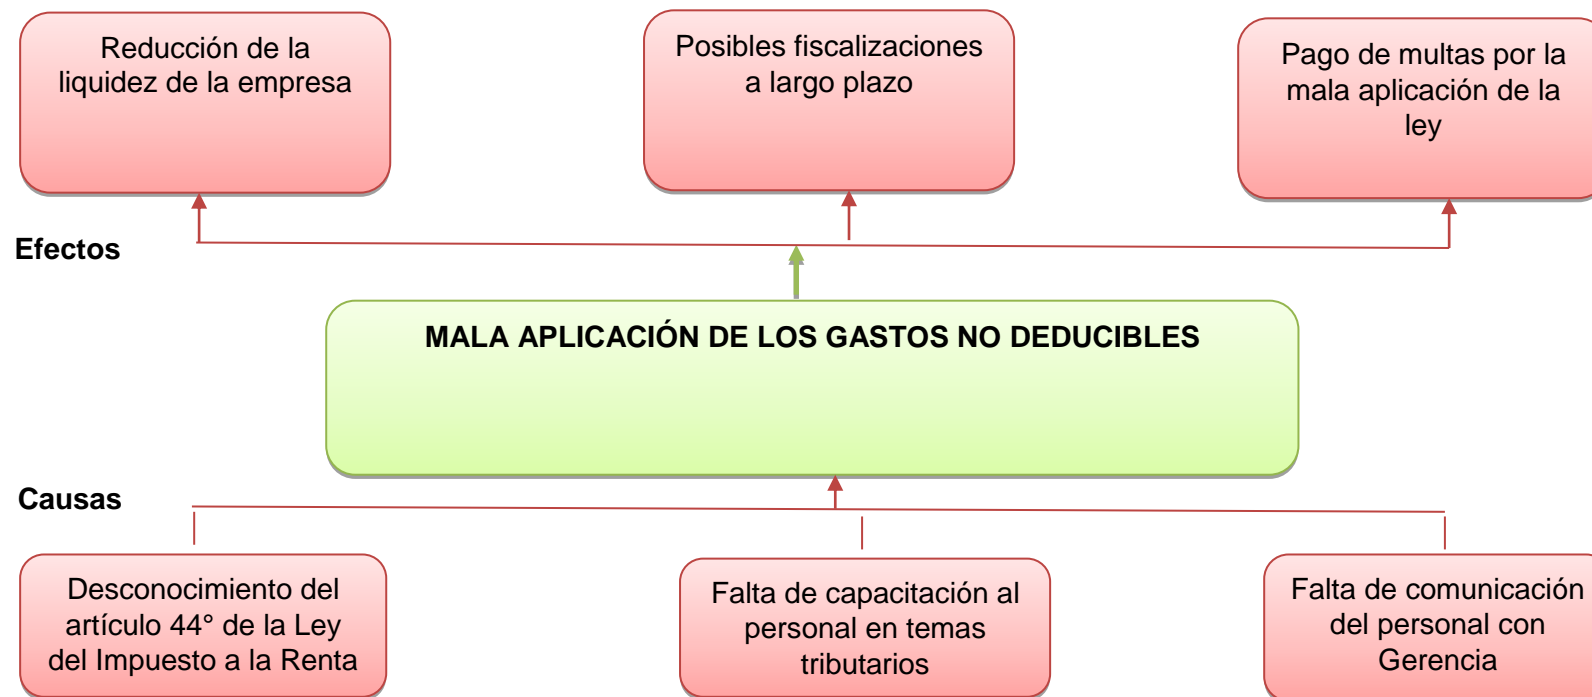 Reducción de la
liquidez de la empresa
Posibles fiscalizaciones
a largo plazo
Pago de multas por la
mala aplicación de la
ley
Efectos
MALA APLICACIÓN DE LOS GASTOS NO DEDUCIBLES
Causas
Desconocimiento del
artículo 44° de la Ley
del Impuesto a la Renta
Falta de capacitación al
personal en temas
tributarios
Falta de comunicación
del personal con
Gerencia